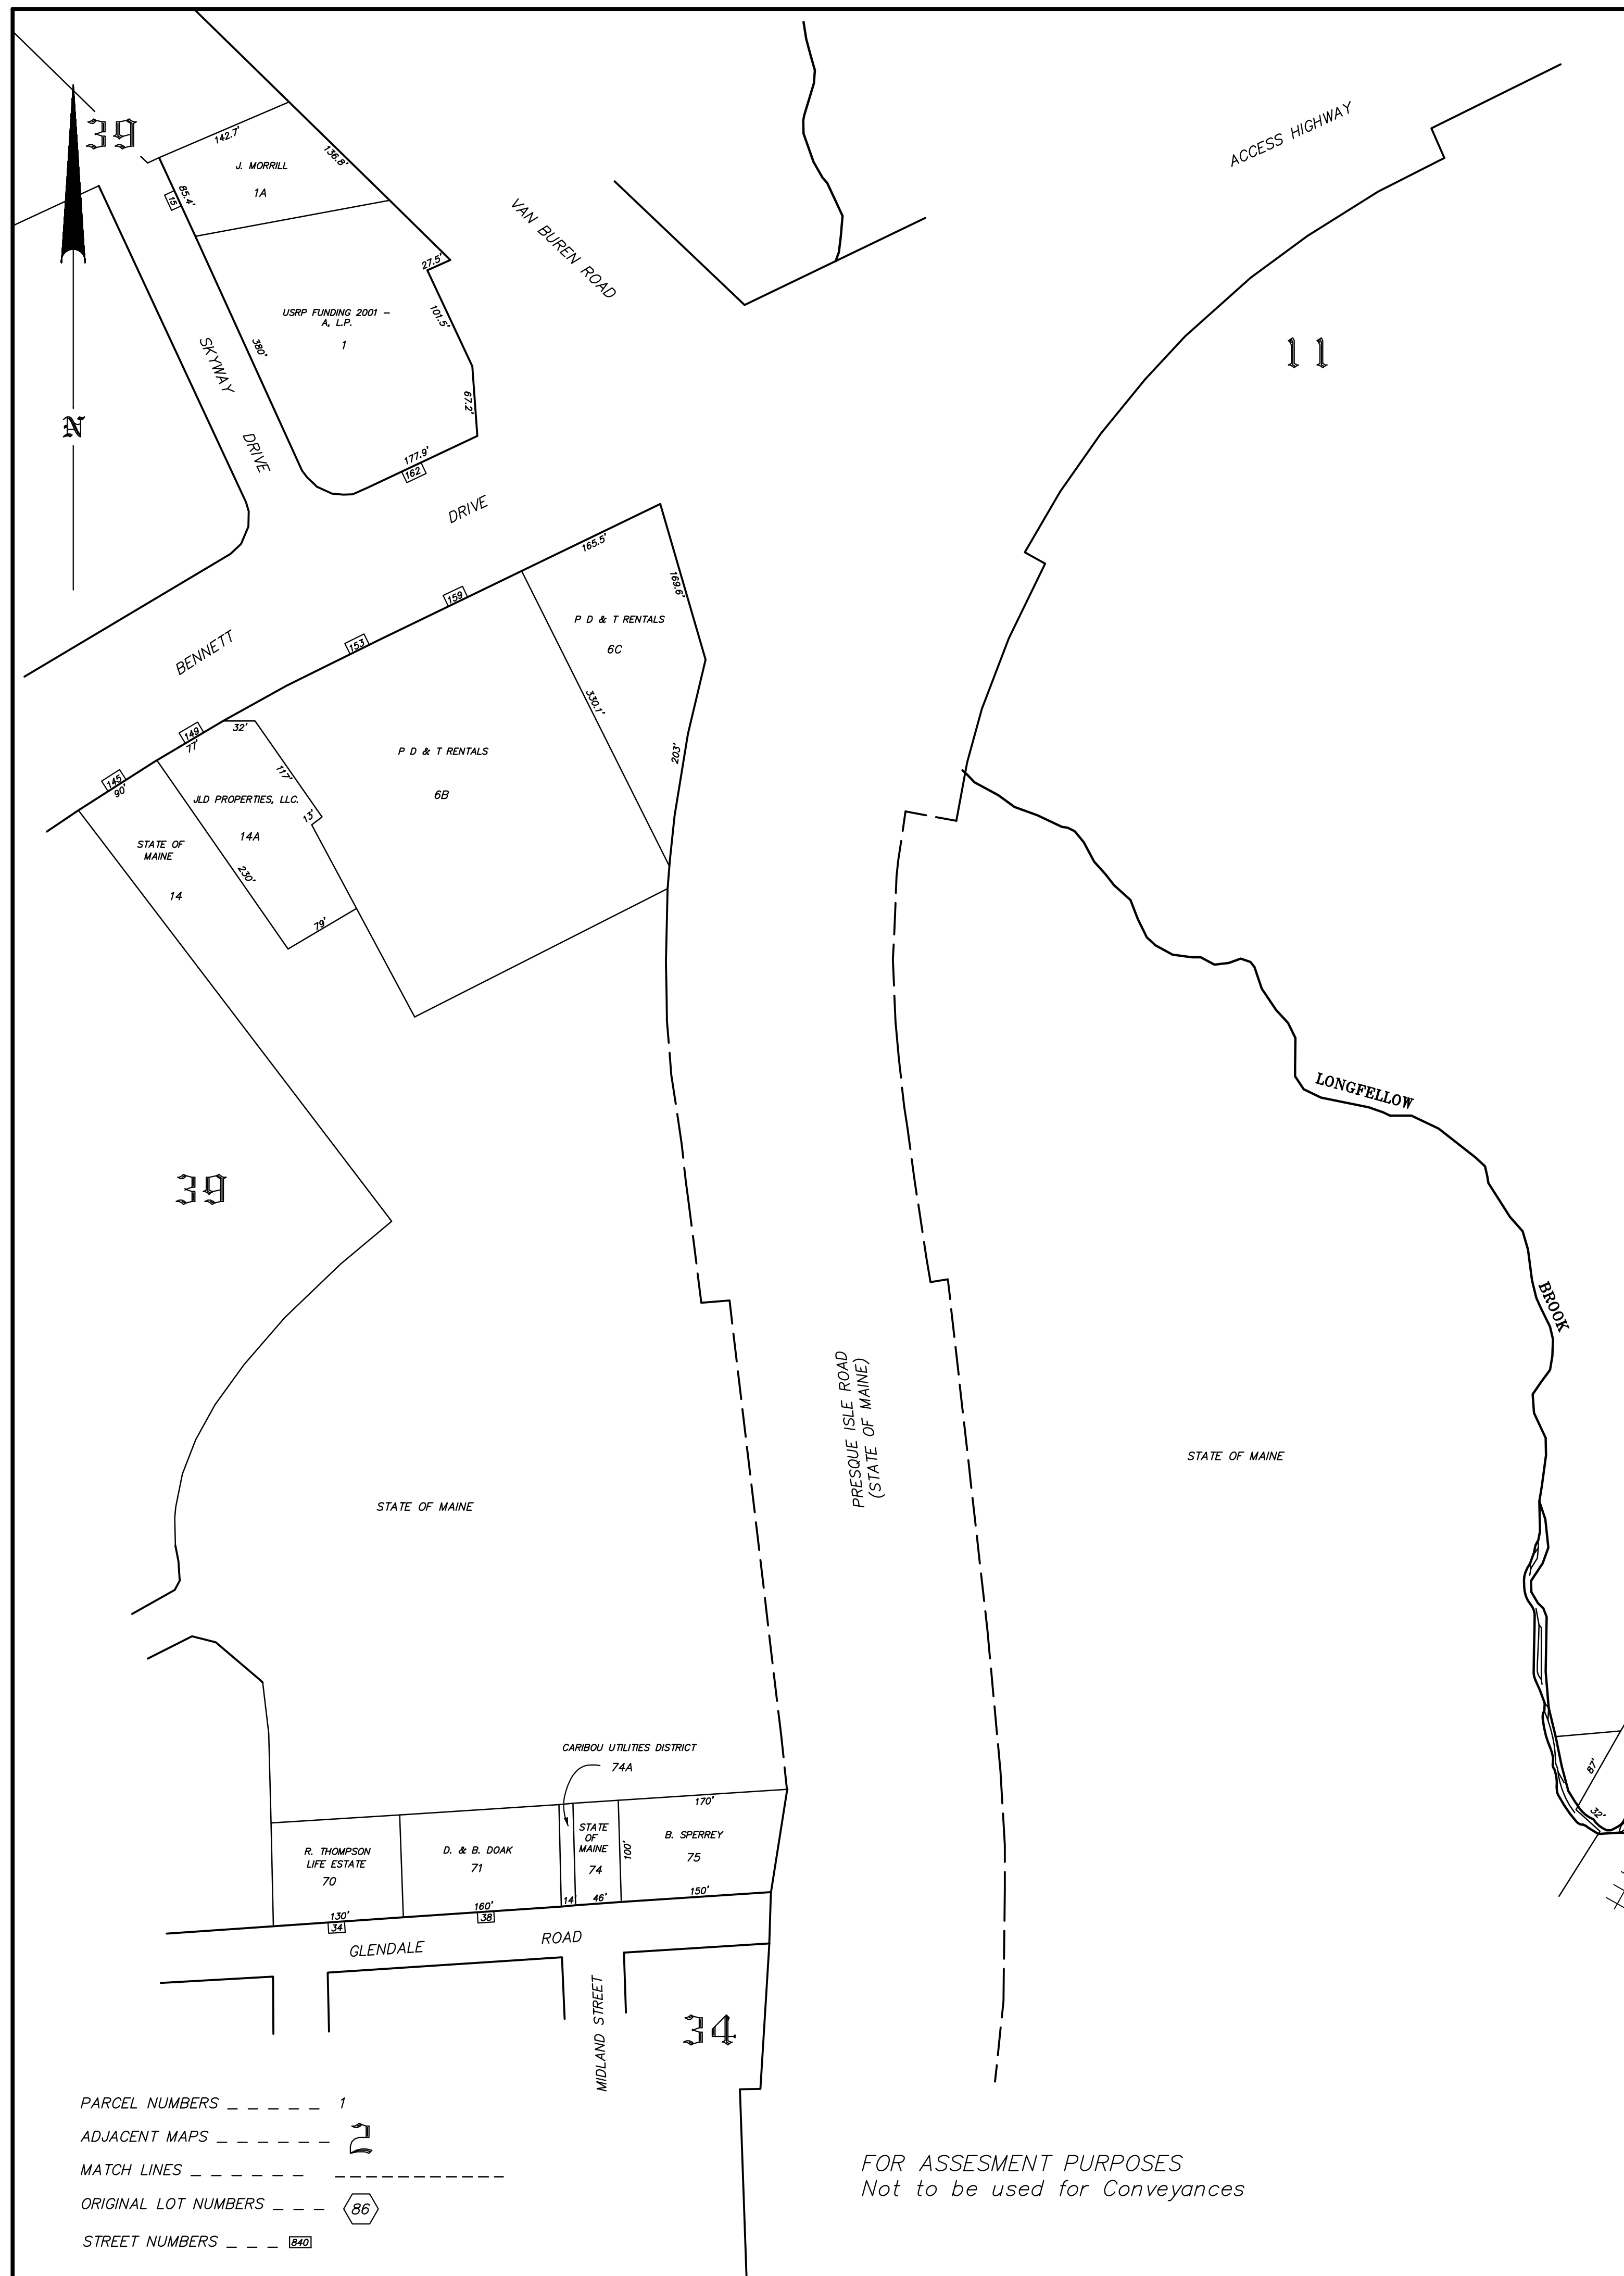 39
142.7'
136.8'
J. MORRILL
1A
85.4'
15
ACCESS HIGHWAY
VAN BUREN ROAD
27.5'
101.5'
USRP FUNDING 2001 -
A, L.P.
1
380'
67.2'
SKYWAY
DRIVE
11
N
177.9'
162
DRIVE
165.5'
169.6'
159
P D & T RENTALS
6C
153
BENNETT
330.1'
203'
149
77'
32'
117'
13'
P D & T RENTALS
6B
145
90'
JLD PROPERTIES, LLC.
14A
230'
79'
STATE OF
MAINE
14
LONGFELLOW
BROOK
39
PRESQUE ISLE ROAD
(STATE OF MAINE)
STATE OF MAINE
STATE OF MAINE
87'
32'
CARIBOU UTILITIES DISTRICT
74A
170'
R. THOMPSON
LIFE ESTATE
70
D. & B. DOAK
71
STATE
OF
MAINE
74
100'
B. SPERREY
75
130'
34
160'
38
14'
46'
150'
GLENDALE
ROAD
MIDLAND STREET
34
PARCEL NUMBERS _ _ _ _ _ 1
ADJACENT MAPS _ _ _ _ _ _ 2
MATCH LINES _ _ _ _ _ _ ___________
ORIGINAL LOT NUMBERS _ _ _ 86
STREET NUMBERS _ _ _ 840
FOR ASSESMENT PURPOSES
Not to be used for Conveyances